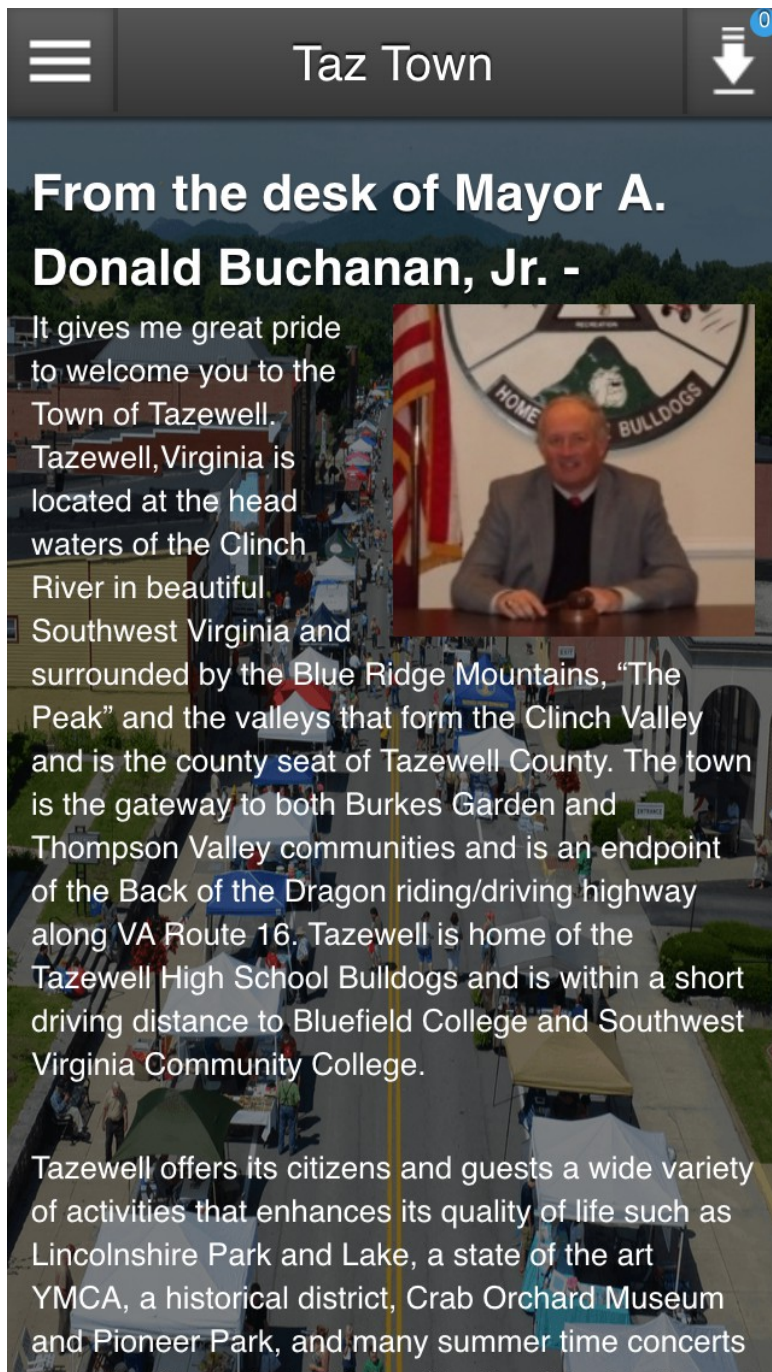 0
Taz Town
From the desk of Mayor A.
Donald Buchanan, Jr. -
It gives me great pride
to welcome you to the
Town of Tazewell.
Tazewell,Virginia is
located at the head
waters of the Clinch
River in beautiful
Southwest Virginia and
surrounded by the Blue Ridge Mountains, “The
Peak” and the valleys that form the Clinch Valley
and is the county seat of Tazewell County. The town
is the gateway to both Burkes Garden and
Thompson Valley communities and is an endpoint
of the Back of the Dragon riding/driving highway
along VA Route 16. Tazewell is home of the
Tazewell High School Bulldogs and is within a short
driving distance to Bluefield College and Southwest
Virginia Community College.
Tazewell offers its citizens and guests a wide variety
of activities that enhances its quality of life such as
Lincolnshire Park and Lake, a state of the art
YMCA, a historical district, Crab Orchard Museum
and Pioneer Park, and many summer time concerts
RECREATION
HOME
BULLDOGS
EXIT
ENTRANCE